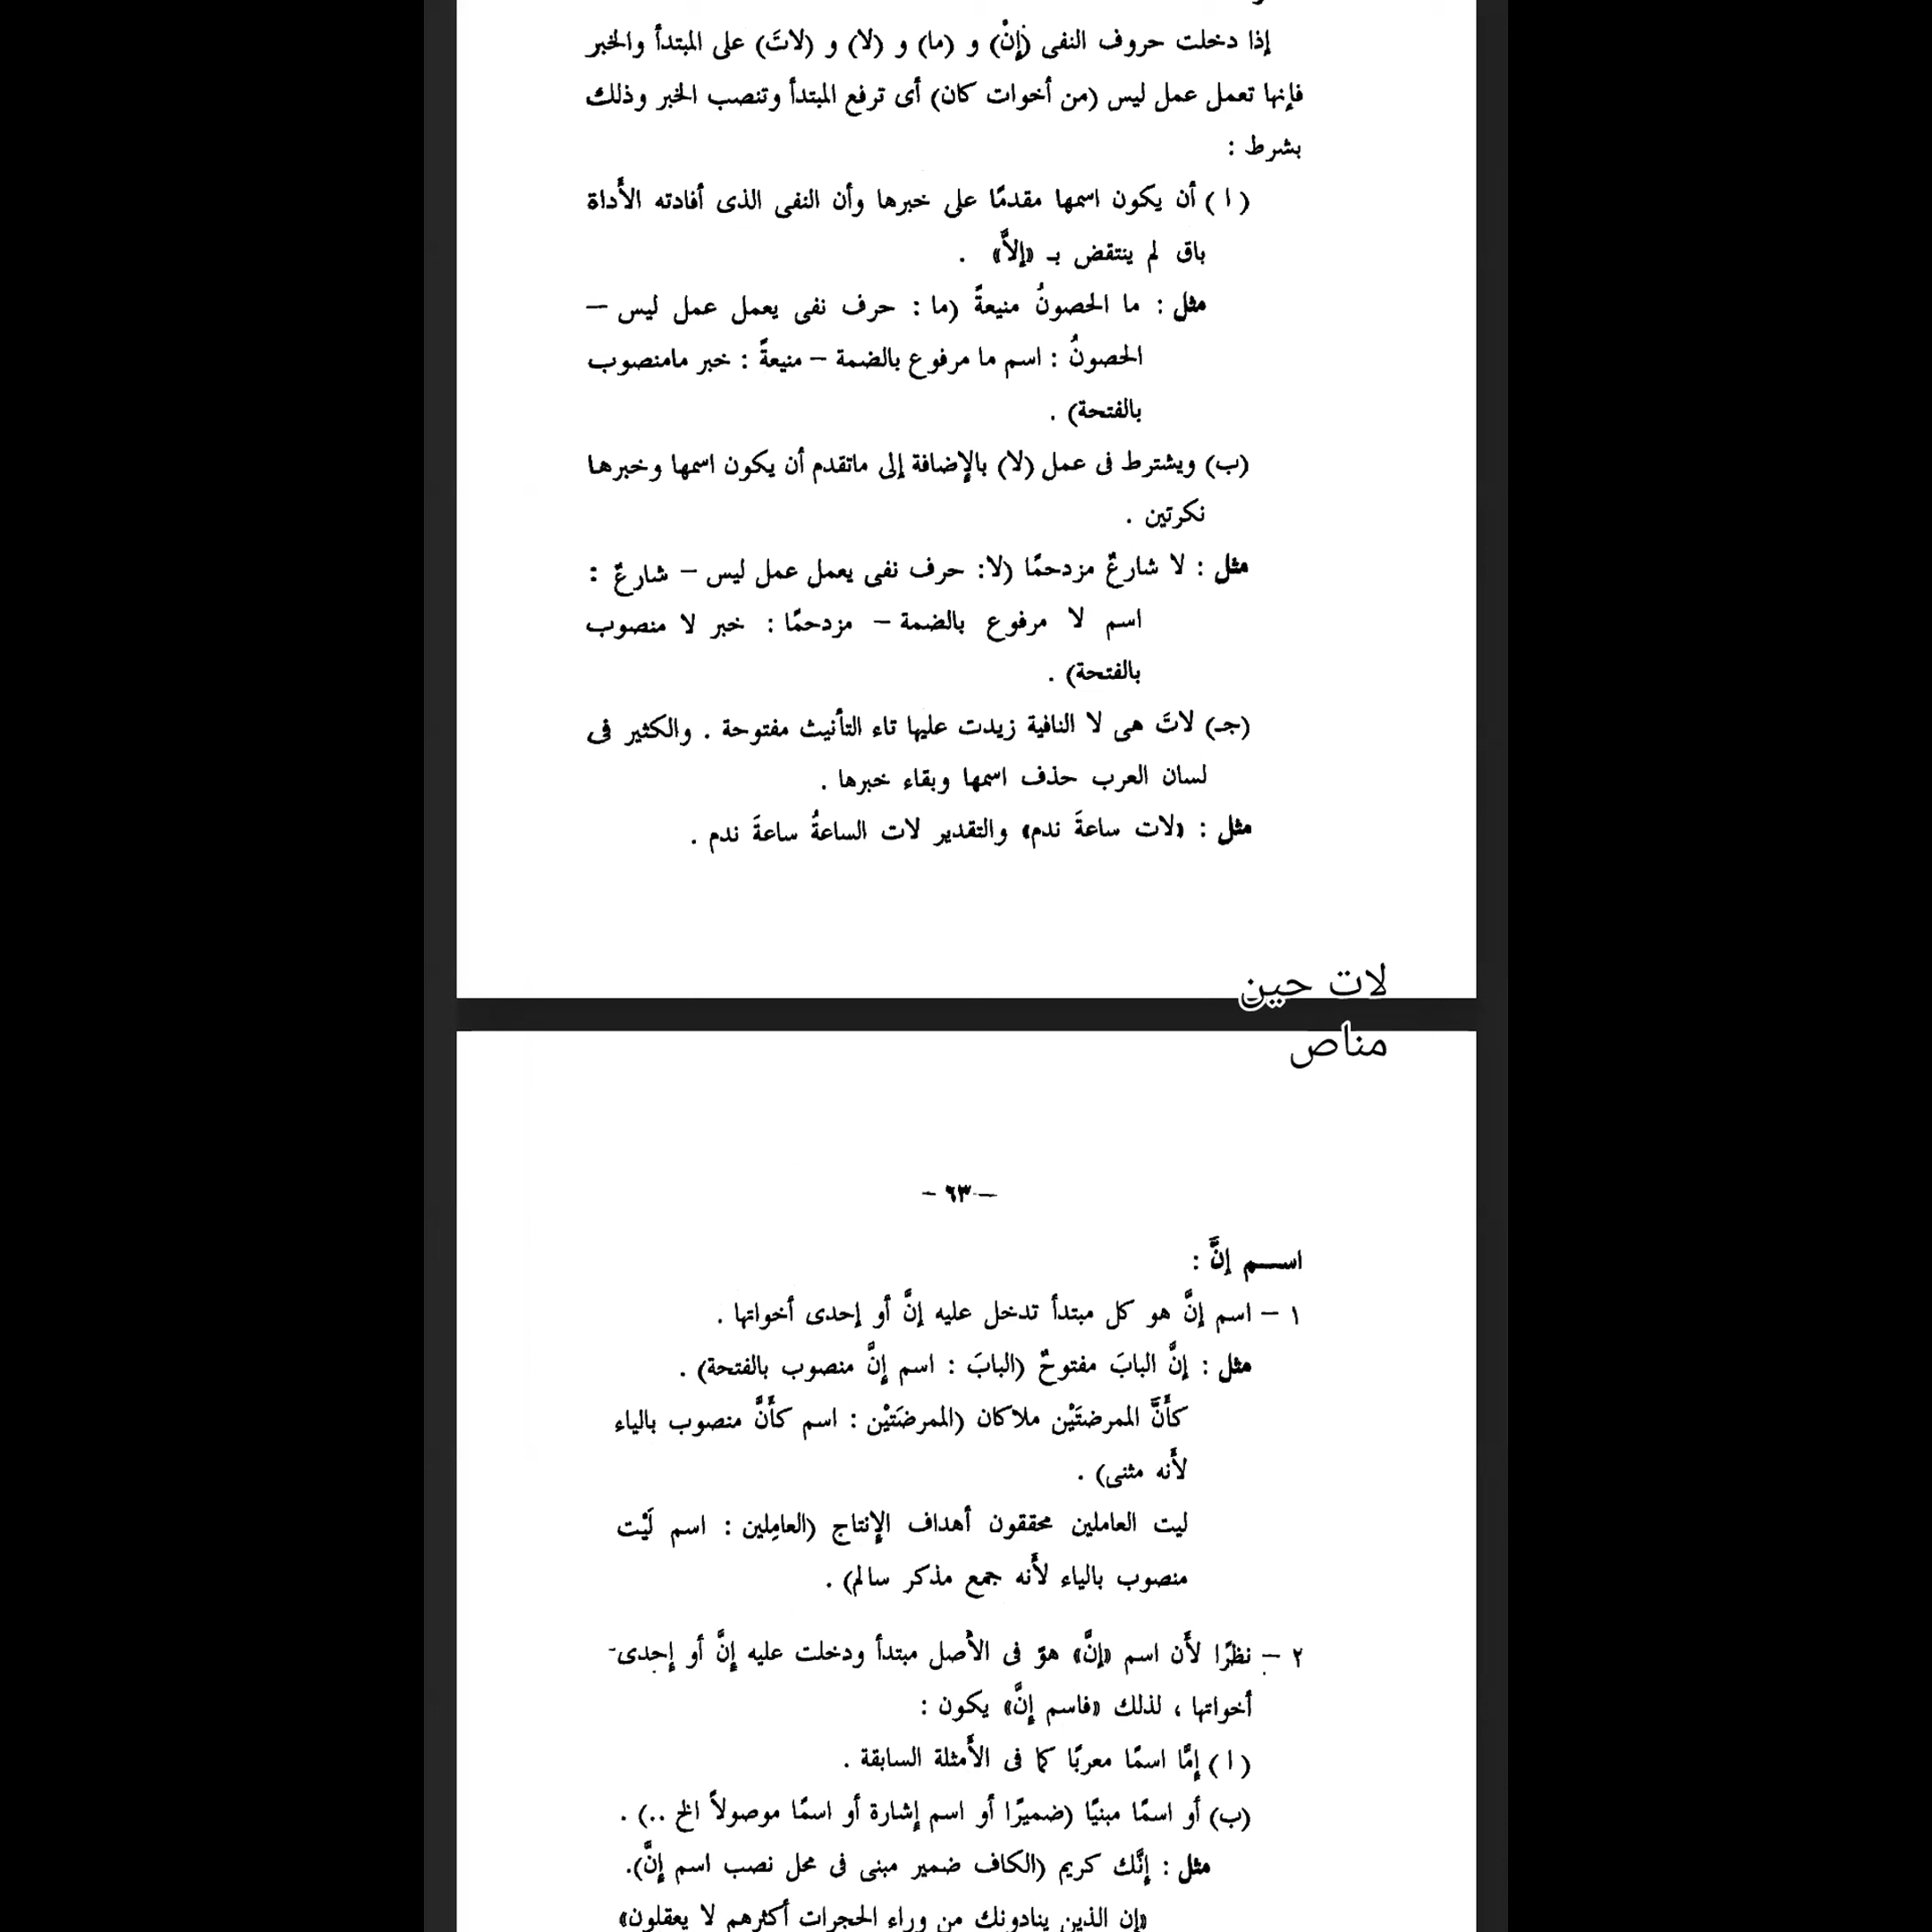 إذا دخلت حروف النفى (إنْ) و (ما) و (لا) و (لاتَ) على المبتدأ والخبر
فإنها تعمل عمل ليس (من أخوات كان) أى ترفع المبتدأ وتنصب الخبر وذلك
بشرط :
(ا) أن يكون اسمها مقدمًا على خبرها وأن النفى الذى أفادته الأداة
باق لم ينتقض بـ «إلاَّ» .
مثل : ما الحصونُ منيعةً (ما : حرف نفى يعمل عمل ليس –
الحصونُ : اسم ما مرفوع بالضمة – منيعةً : خبر مامنصوب
بالفتحة) .
(ب) ويشترط فى عمل (لا) بالإضافة إلى ماتقدم أن يكون اسمها وخبرها
نكرتين .
مثل : لا شارعٌ مزدحمًا (لا: حرف نفى يعمل عمل ليس – شارعٌ :
اسم لا مرفوع بالضمة – مزدحمًا : خبر لا منصوب
بالفتحة) .
(جـ) لاتَ هى لا النافية زيدت عليها تاء التأنيث مفتوحة . والكثير فى
لسان العرب حذف اسمها وبقاء خبرها .
مثل : «لات ساعةَ ندم» والتقدير لات الساعةُ ساعةَ ندم .
لات حين
مناص
– ٦٣ –
اســم إنَّ :
١ – اسم إنَّ هو كل مبتدأ تدخل عليه إنَّ أو إحدى أخواتها .
مثل : إنَّ البابَ مفتوحٌ (البابَ : اسم إنَّ منصوب بالفتحة) .
كأَنَّ الممرضتَيْن ملاكان (الممرضَتيْن : اسم كأَنَّ منصوب بالياء
لأَنه مثنى) .
ليت العاملين محققون أهداف الإنتاج (العامِلين : اسم لَيْت
منصوب بالياء لأَنه جمع مذكر سالم) .
٢ – نظرًا لأَن اسم «إنَّ» هو فى الأصل مبتدأ ودخلت عليه إنَّ أو إحدى
أخواتها ، لذلك «فاسم إنَّ» يكون :
(ا) إمَّا اسمًا معربًا كما فى الأَمثلة السابقة .
(ب) أو اسمًا مبنيًا (ضميرًا أو اسم إشارة أو اسمًا موصولاً الخ ..) .
مثل : إنَّك كريم (الكاف ضمير مبنى فى محل نصب اسم إنَّ).
«إن الذين ينادونك من وراء الحجرات أكثرهم لا يعقلون»